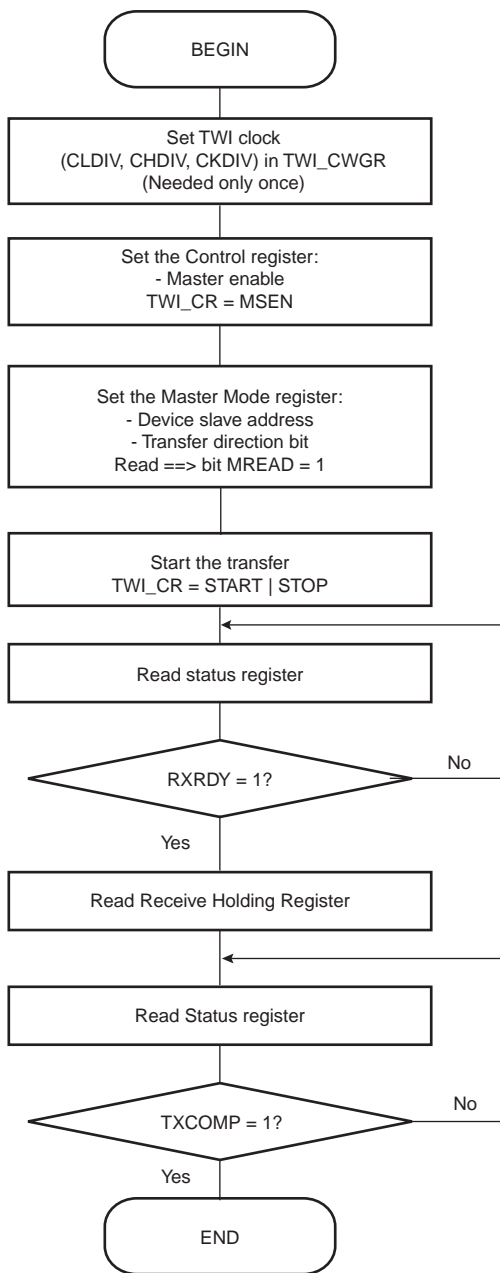 BEGIN
Set TWI clock
(CLDIV, CHDIV, CKDIV) in TWI_CWGR
(Needed only once)
Set the Control register:
- Master enable
TWI_CR = MSEN
Set the Master Mode register:
- Device slave address
- Transfer direction bit
Read ==> bit MREAD = 1
Start the transfer
TWI_CR = START | STOP
Read status register
RXRDY = 1?
No
Yes
Read Receive Holding Register
Read Status register
TXCOMP = 1?
No
Yes
END